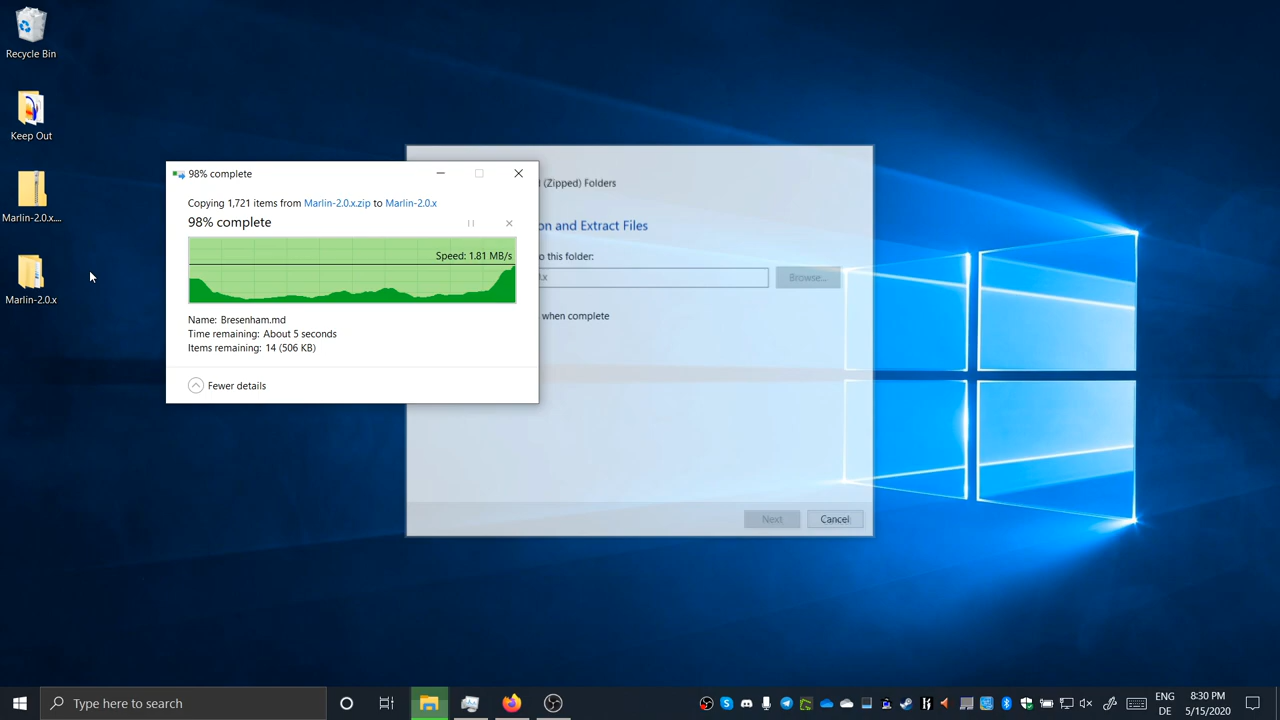 Recycle Bin
Keep Out
Marlin-2.0.x....
Marlin-2.0.x
98% complete
Copying 1,721 items from Marlin-2.0.x.zip to Marlin-2.0.x
98% complete
Speed: 1.81 MB/s
Name: Bresenham.md
Time remaining: About 5 seconds
Items remaining: 14 (506 KB)
Fewer details
(Zipped) Folders
and Extract Files
this folder:
.x
Browse...
when complete
Next
Cancel
Type here to search
ENG
DE
8:30 PM
5/15/2020